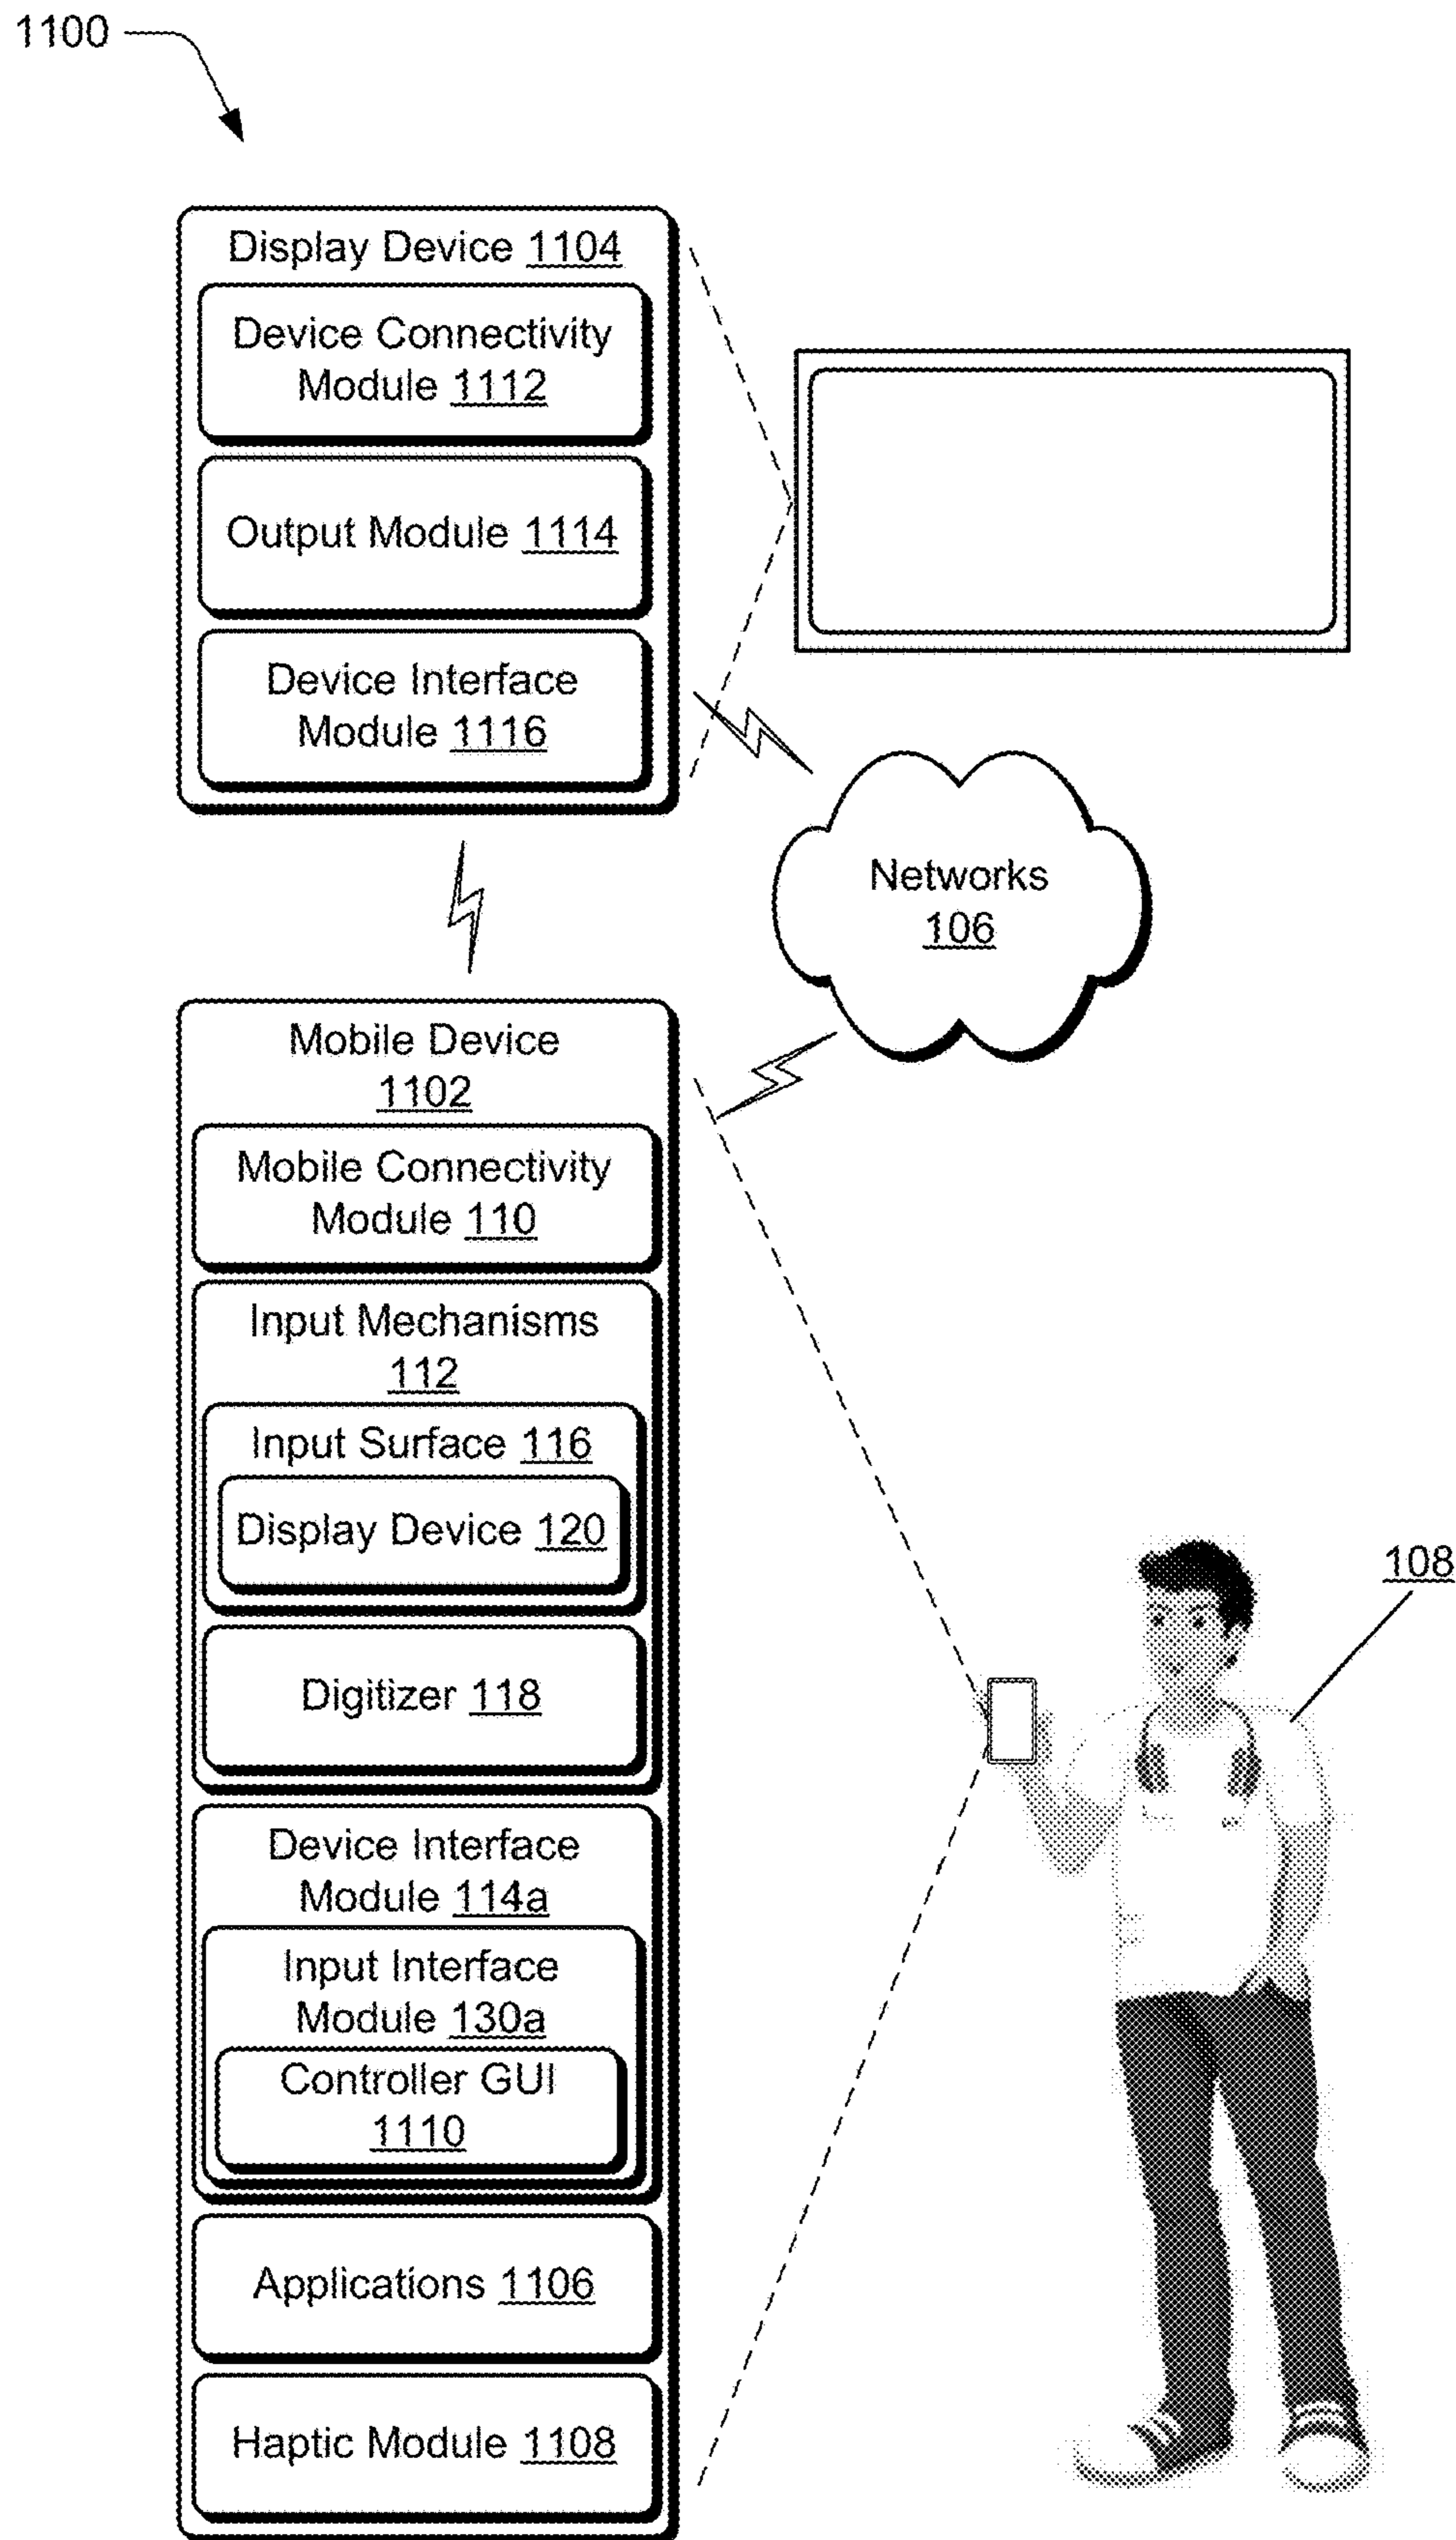 1100
Display Device 1104
Device Connectivity
Module 1112
Output Module 1114
Device Interface
Module 1116
Networks
106
Mobile Device
1102
Mobile Connectivity
Module 110
Input Mechanisms
112
Input Surface 116
Display Device 120
108
Digitizer 118
Device Interface
Module 114a
Input Interface
Module 130a
Controller GUI
1110
Applications 1106
Haptic Module 1108